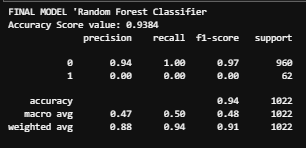 FINAL MODEL 'Random Forest Classifier
Accuracy Score value: 0.9384
precision recall f1-score support
0 0.94 1.00 0.97 960
1 0.00 0.00 0.00 62
accuracy 0.94 1022
macro avg 0.47 0.50 0.48 1022
weighted avg 0.88 0.94 0.91 1022